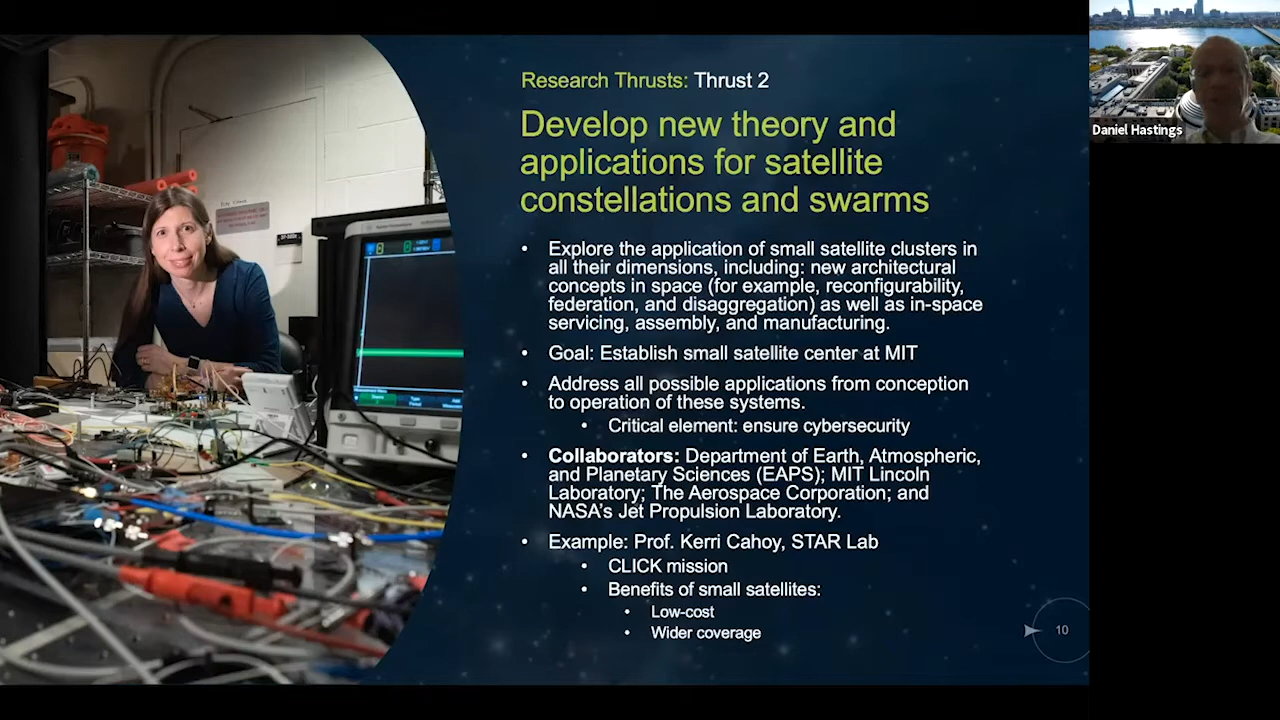 Research Thrusts: Thrust 2
Develop new theory and
applications for satellite
constellations and swarms
• Explore the application of small satellite clusters in
all their dimensions, including: new architectural
concepts in space (for example, reconfigurability,
federation, and disaggregation) as well as in-space
servicing, assembly, and manufacturing.
• Goal: Establish small satellite center at MIT
• Address all possible applications from conception
to operation of these systems.
• Critical element: ensure cybersecurity
• Collaborators: Department of Earth, Atmospheric,
and Planetary Sciences (EAPS); MIT Lincoln
Laboratory; The Aerospace Corporation; and
NASA's Jet Propulsion Laboratory.
• Example: Prof. Kerri Cahoy, STAR Lab
• CLICK mission
• Benefits of small satellites:
• Low-cost
• Wider coverage
10
Daniel Hastings